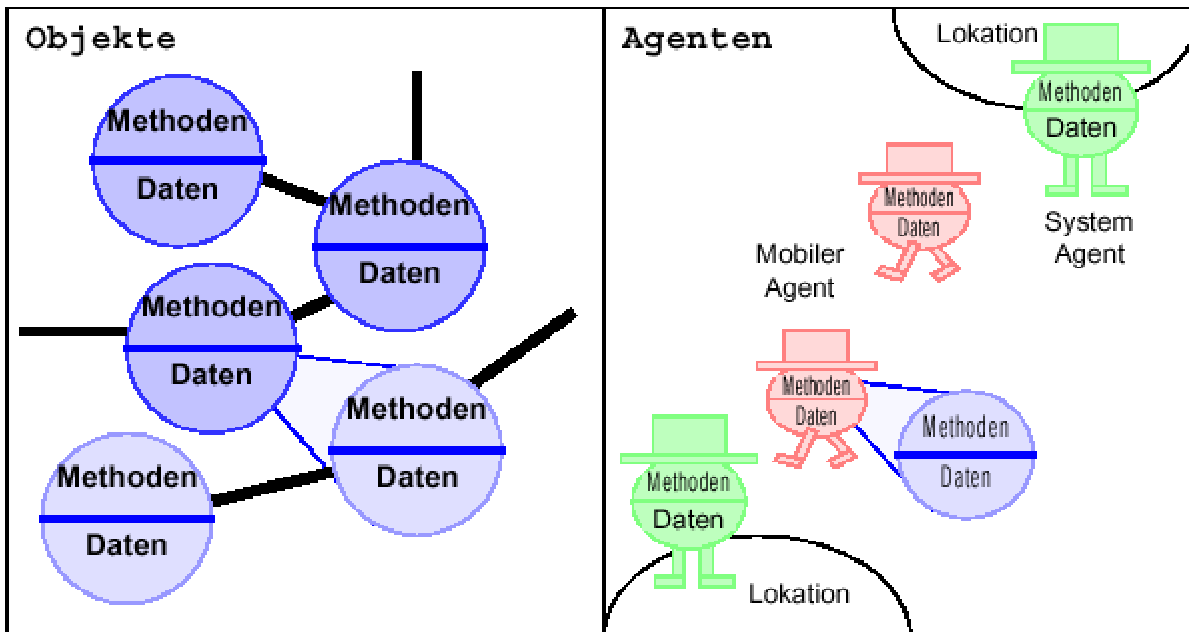 Objekte
Methoden
Daten
Methoden
Daten
Methoden
Daten
Methoden
Daten
Methoden
Daten
Agenten
Lokation
Methoden
Daten
System
Agent
Methoden
Daten
Mobiler
Agent
Methoden
Daten
Methoden
Daten
Methoden
Daten
Lokation